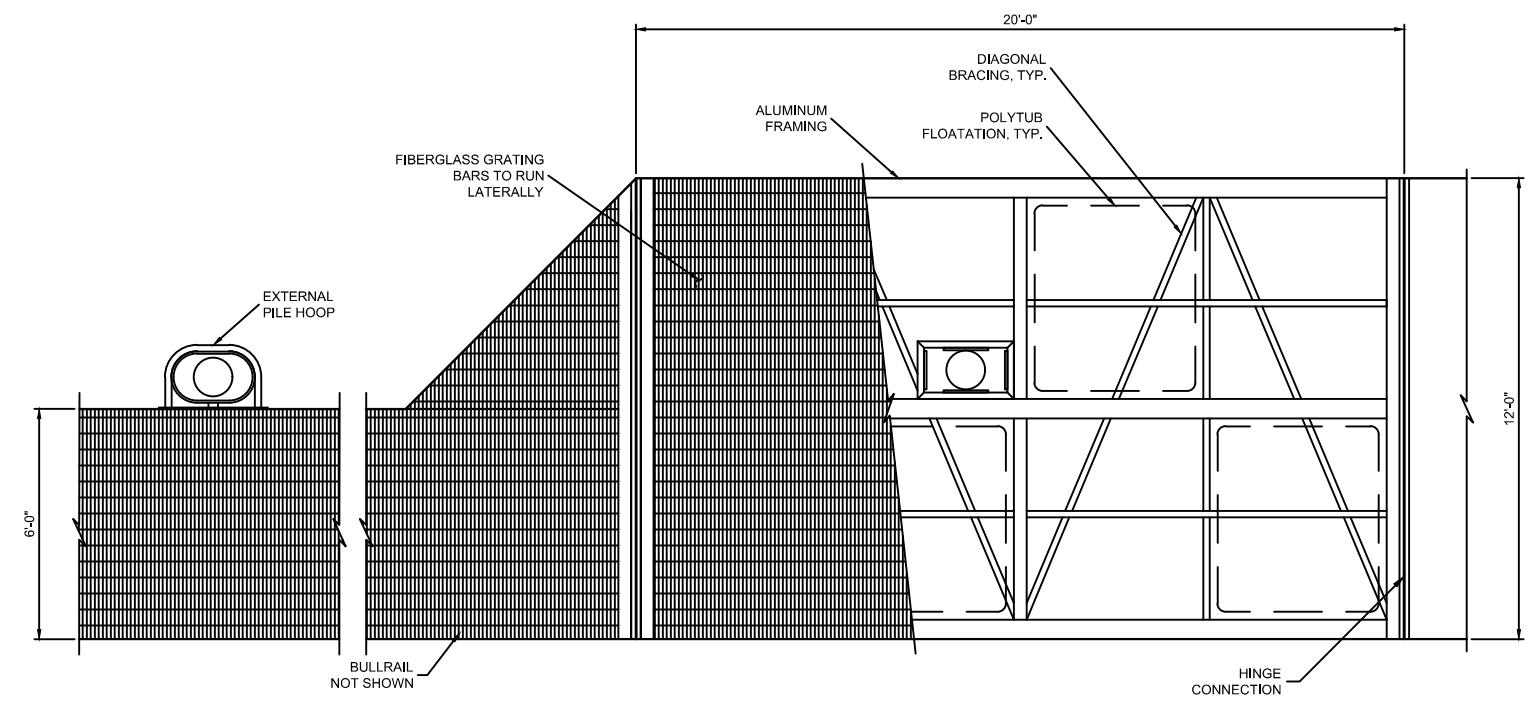 20'-0"
DIAGONAL
BRACING, TYP.
ALUMINUM
FRAMING
POLYTUB
FLOATATION, TYP.
FIBERGLASS GRATING
BARS TO RUN
LATERALLY
EXTERNAL
PILE HOOP
6'-0"
12'-0"
BULLRAIL
NOT SHOWN
HINGE
CONNECTION